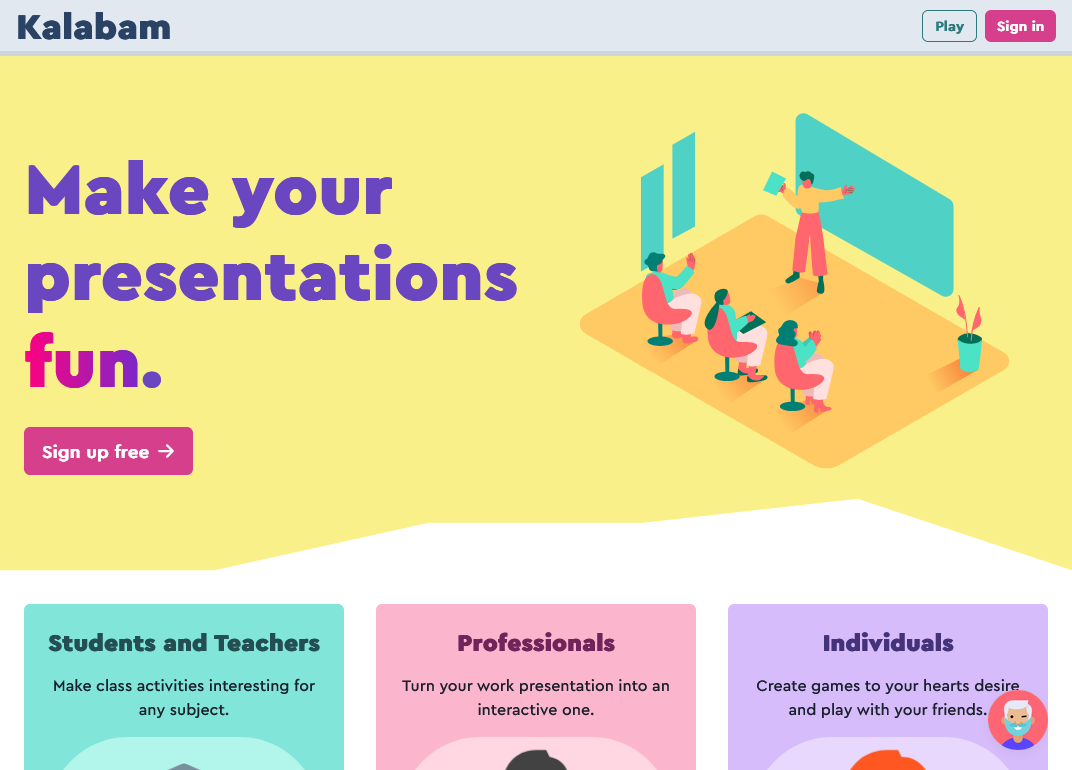 Kalabam
Play
Sign in
Make your
presentations
fun.
Sign up free →
Students and Teachers
Make class activities interesting for
any subject.
Professionals
Turn your work presentation into an
interactive one.
Individuals
Create games to your hearts desire
and play with your friends.